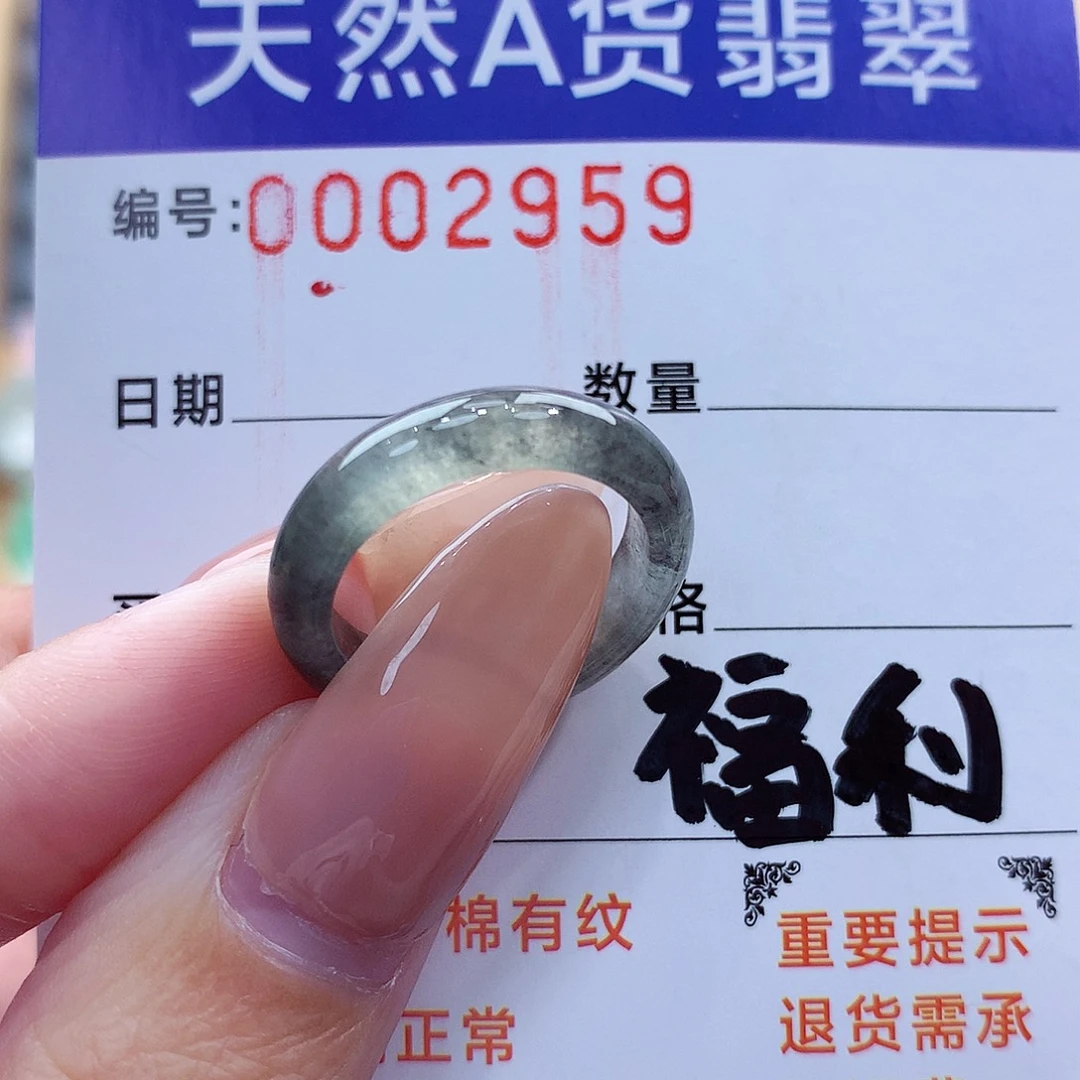 天然A货翡翠
编号:0002959
日期 数量
格
福利
棉有纹
重要提示
正常
退货需承